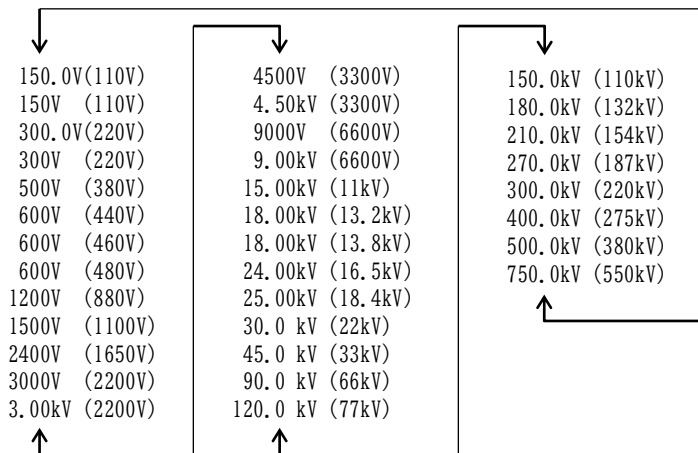 150.0V(110V)
150V (110V)
300.0V(220V)
300V (220V)
500V (380V)
600V (440V)
600V (460V)
600V (480V)
1200V (880V)
1500V (1100V)
2400V (1650V)
3000V (2200V)
3.00kV (2200V)
4500V (3300V)
4.50kV (3300V)
9000V (6600V)
9.00kV (6600V)
15.00kV (11kV)
18.00kV (13.2kV)
18.00kV (13.8kV)
24.00kV (16.5kV)
25.00kV (18.4kV)
30.0 kV (22kV)
45.0 kV (33kV)
90.0 kV (66kV)
120.0 kV (77kV)
150.0kV (110kV)
180.0kV (132kV)
210.0kV (154kV)
270.0kV (187kV)
300.0kV (220kV)
400.0kV (275kV)
500.0kV (380kV)
750.0kV (550kV)